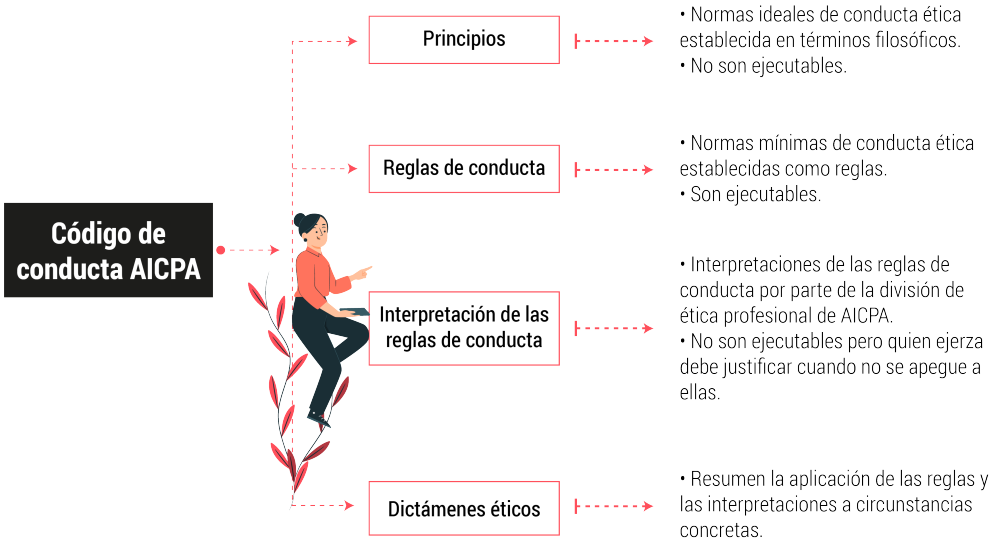 Código de
conducta AICPA
Principios
• Normas ideales de conducta ética
establecida en términos filosóficos.
• No son ejecutables.
Reglas de conducta
• Normas mínimas de conducta ética
establecidas como reglas.
• Son ejecutables.
Interpretación de las
reglas de conducta
• Interpretaciones de las reglas de
conducta por parte de la división de
ética profesional de AICPA.
• No son ejecutables pero quien ejerza
debe justificar cuando no se apegue a
ellas.
Dictámenes éticos
• Resumen la aplicación de las reglas y
las interpretaciones a circunstancias
concretas.